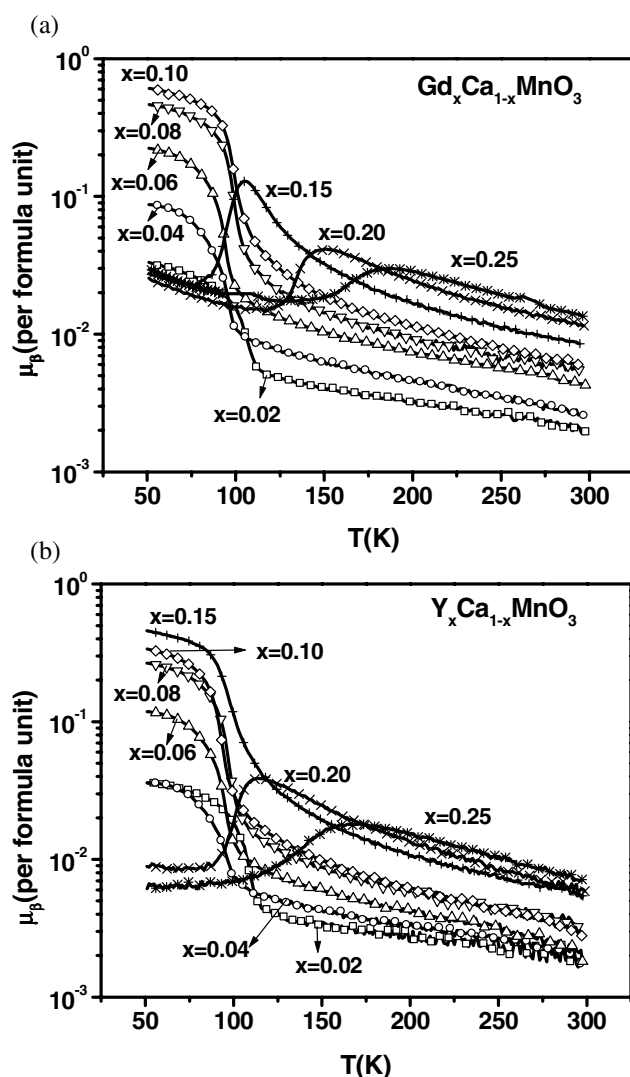 (a)
10⁰
x=0.10
GdₓCa₁₋ₓMnO₃
x=0.08
x=0.06
x=0.15
10⁻¹
x=0.04
x=0.20
x=0.25
μᵦ(per formula unit)
10⁻²
x=0.02
10⁻³
50 100 150 200 250 300
T(K)
(b)
10⁰
YₓCa₁₋ₓMnO₃
x=0.15
x=0.10
x=0.08
10⁻¹
x=0.06
x=0.20
x=0.25
μᵦ(per formula unit)
10⁻²
x=0.04
x=0.02
10⁻³
50 100 150 200 250 300
T(K)